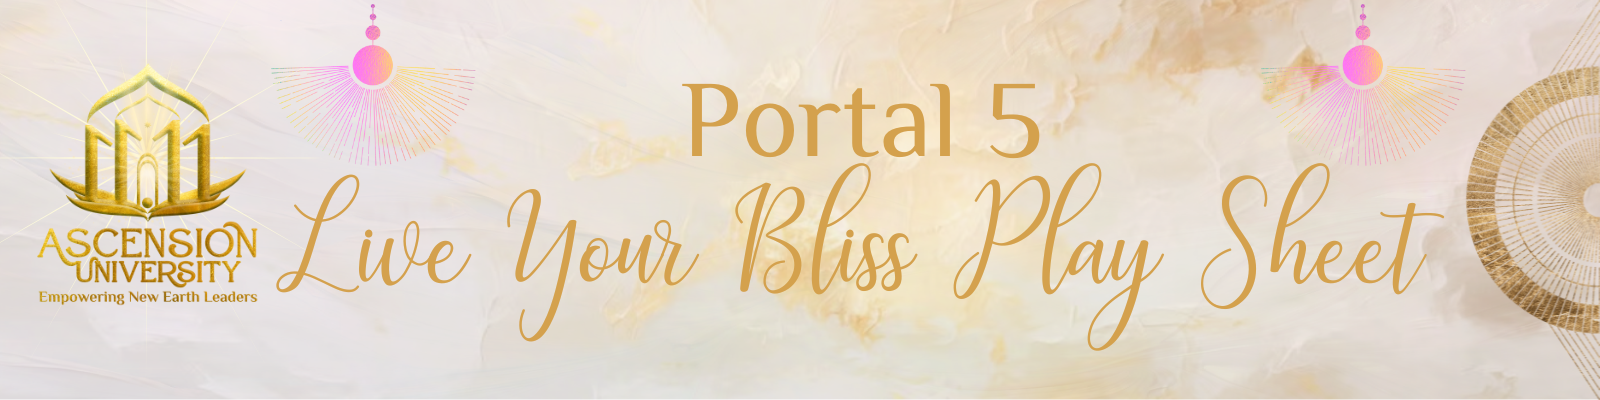 Portal 5
Live Your Bliss Play Sheet
ASCENSION
UNIVERSITY
Empowering New Earth Leaders